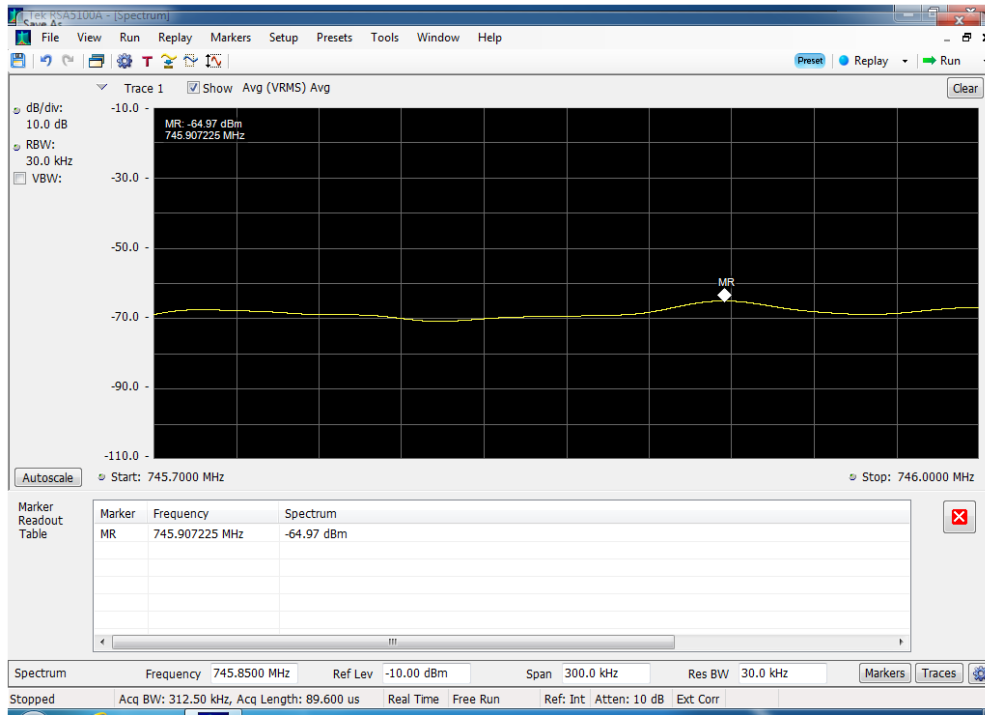 Tek RSA5100A - [Spectrum]
Save As
File View Run Replay Markers Setup Presets Tools Window Help
T Preset Replay Run
Trace 1 Show Avg (VRMS) Avg Clear
dB/div:
10.0 dB
RBW:
30.0 kHz
VBW:
-10.0 -
MR: -64.97 dBm
745.907225 MHz
-30.0 -
-50.0 -
MR
-70.0 -
-90.0 -
-110.0 -
Autoscale Start: 745.7000 MHz Stop: 746.0000 MHz
Marker
Readout
Table
Marker Frequency Spectrum
MR 745.907225 MHz -64.97 dBm
Spectrum Frequency 745.8500 MHz Ref Lev -10.00 dBm Span 300.0 kHz Res BW 30.0 kHz Markers Traces
Stopped Acq BW: 312.50 kHz, Acq Length: 89.600 us Real Time Free Run Ref: Int Atten: 10 dB Ext Corr